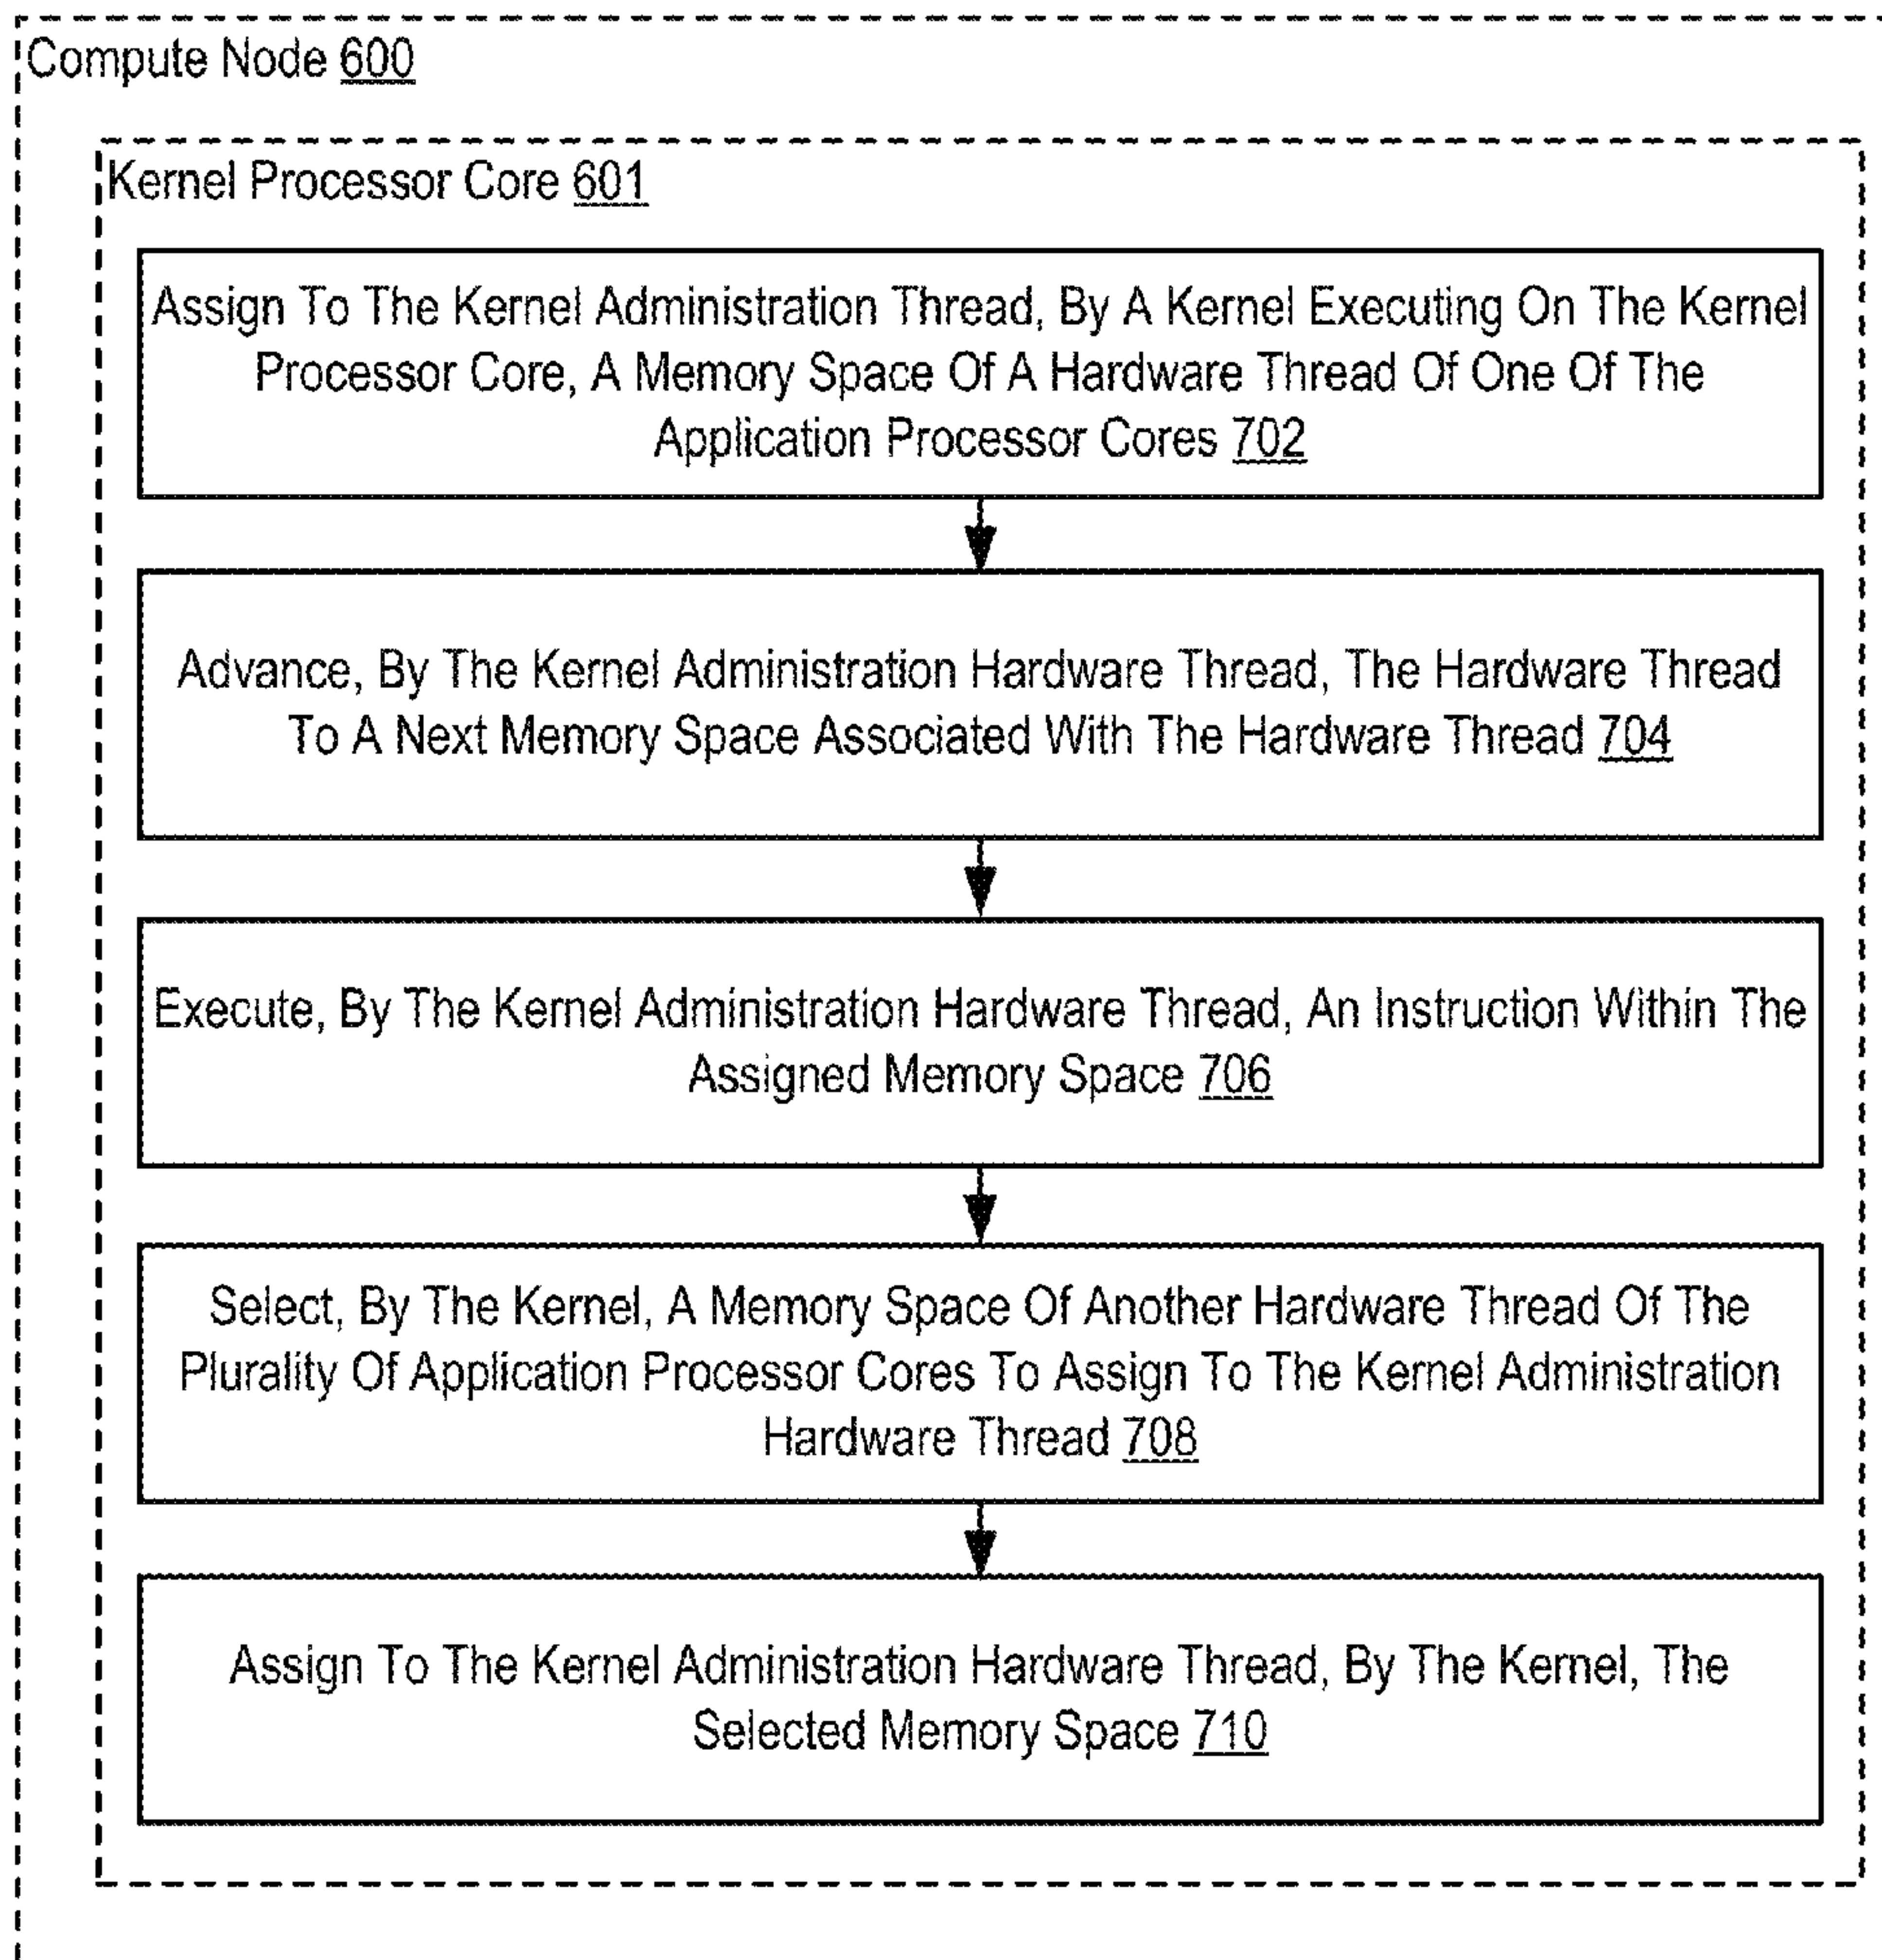 Compute Node 600
Kernel Processor Core 601
Assign To The Kernel Administration Thread, By A Kernel Executing On The Kernel
Processor Core, A Memory Space Of A Hardware Thread Of One Of The
Application Processor Cores 702
Advance, By The Kernel Administration Hardware Thread, The Hardware Thread
To A Next Memory Space Associated With The Hardware Thread 704
Execute, By The Kernel Administration Hardware Thread, An Instruction Within The
Assigned Memory Space 706
Select, By The Kernel, A Memory Space Of Another Hardware Thread Of The
Plurality Of Application Processor Cores To Assign To The Kernel Administration
Hardware Thread 708
Assign To The Kernel Administration Hardware Thread, By The Kernel, The
Selected Memory Space 710